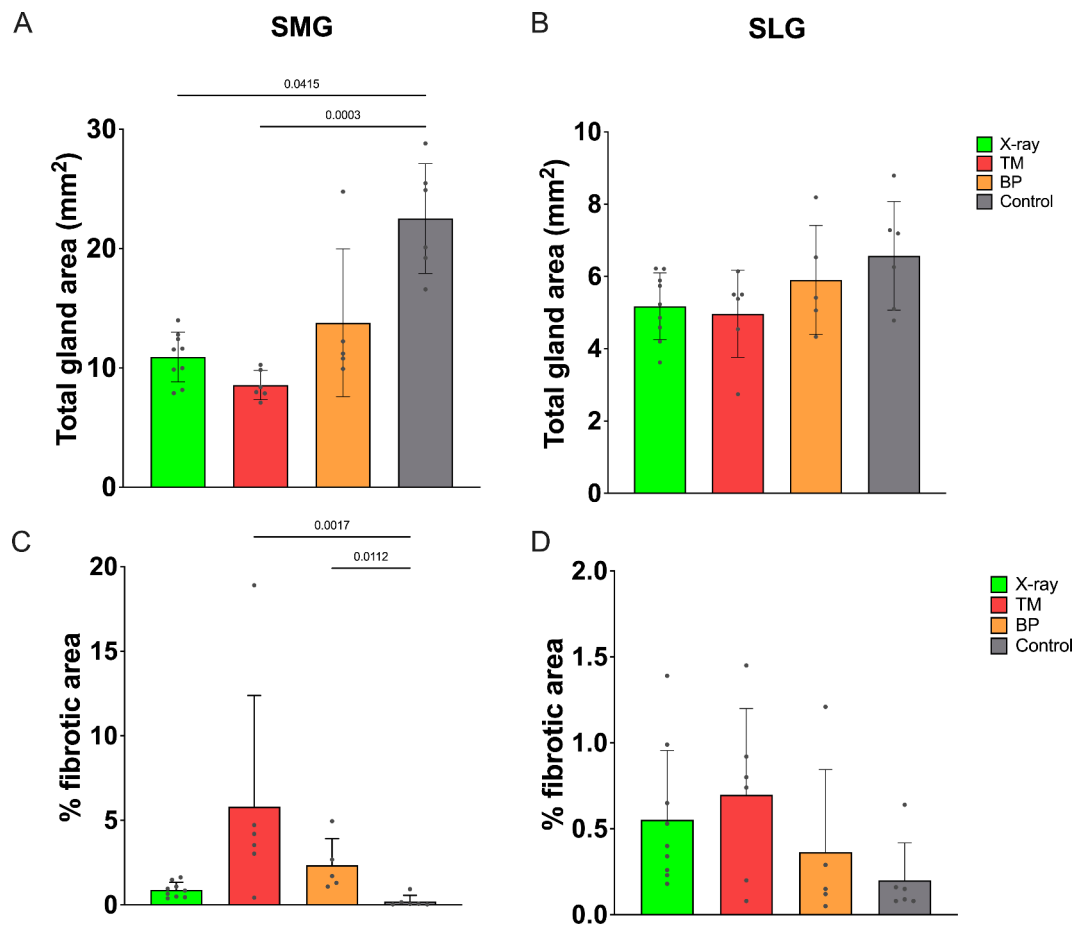 A
SMG
0.0415
0.0003
Total gland area (mm²)
30
20
10
0
B
SLG
Total gland area (mm²)
10
8
6
4
2
0
X-ray
TM
BP
Control
C
0.0017
0.0112
% fibrotic area
20
15
10
5
0
D
% fibrotic area
2.0
1.5
1.0
0.5
0.0
X-ray
TM
BP
Control